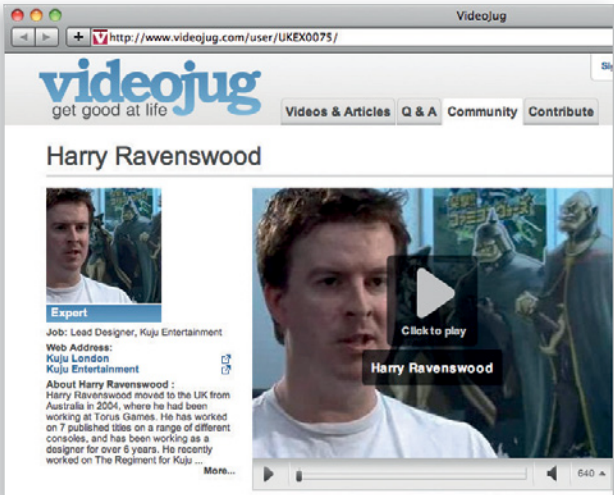 VideoJug
http://www.videojug.com/user/UKEX0075/
videojug
get good at life
Videos & Articles Q & A Community Contribute
Harry Ravenswood
Expert
Job: Lead Designer, Kuju Entertainment
Web Address:
Kuju London
Kuju Entertainment
About Harry Ravenswood :
Harry Ravenswood moved to the UK from
Australia in 2004, where he had been
working at Torus Games. He has worked
on 7 published titles on a range of different
consoles, and has been working as a
designer for over 6 years. He recently
worked on The Regiment for Kuju ...
More...
Click to play
Harry Ravenswood
640